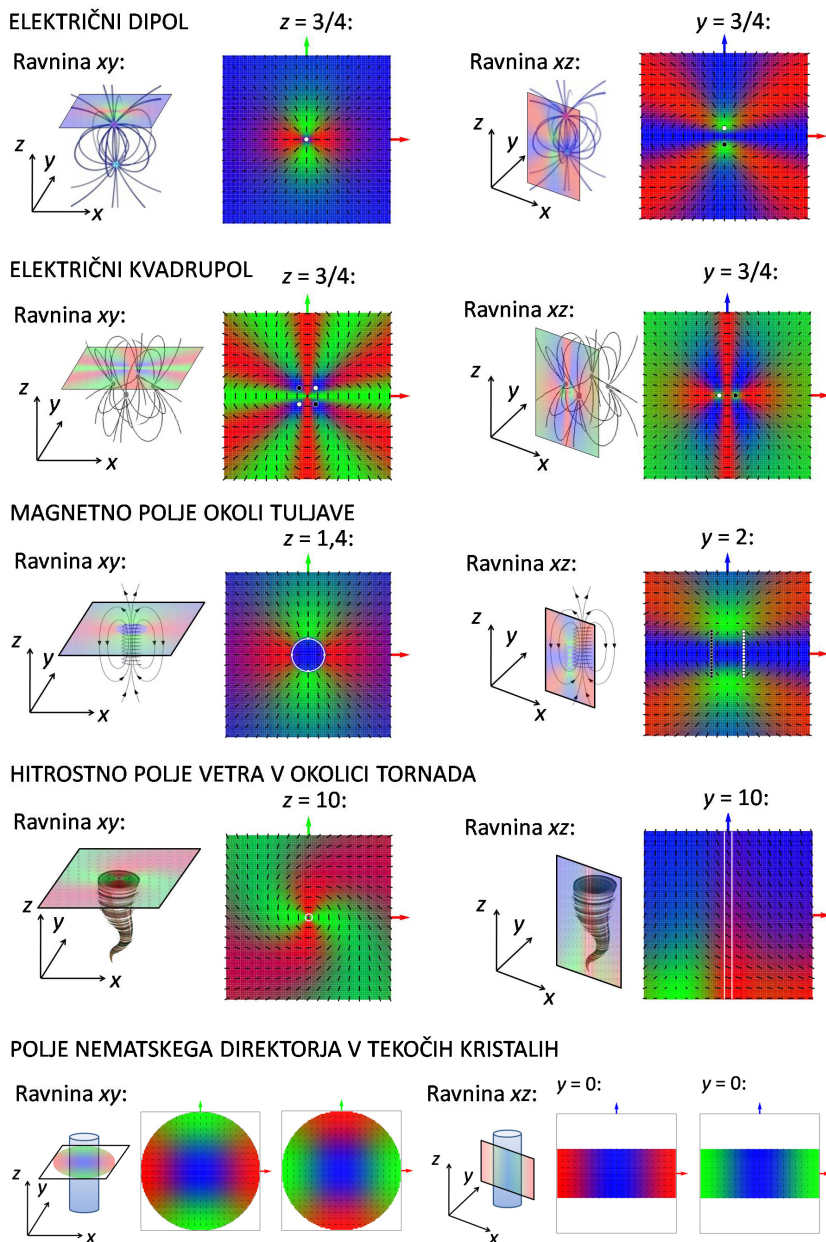 ELEKTRIČNI DIPOL
z = 3/4:
y = 3/4:
Ravnina xy:
Ravnina xz:
z
y
x
z
y
x
ELEKTRIČNI KVADRUPOL
z = 3/4:
y = 3/4:
Ravnina xy:
Ravnina xz:
z
y
x
z
y
x
MAGNETNO POLJE OKOLI TULJAVE
z = 1,4:
y = 2:
Ravnina xy:
Ravnina xz:
z
y
x
z
y
x
HITROSTNO POLJE VETRA V OKOLICI TORNADA
z = 10:
y = 10:
Ravnina xy:
Ravnina xz:
z
y
x
z
y
x
POLJE NEMATSKEGA DIREKTORJA V TEKOČIH KRISTALIH
Ravnina xy:
Ravnina xz:
y = 0:
y = 0:
z
y
x
z
y
x